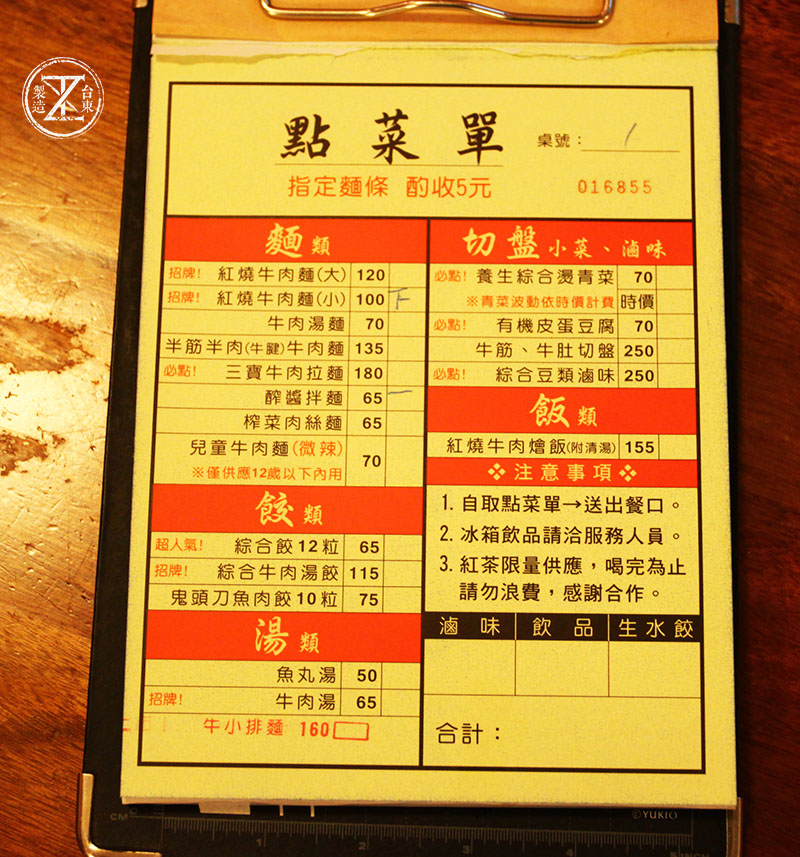 台東
製造
點菜單
桌號：1
指定麵條 酌收5元
016855
麵類
招牌! 紅燒牛肉麵(大) 120
招牌! 紅燒牛肉麵(小) 100 下
牛肉湯麵 70
半筋半肉(牛腱)牛肉麵 135
必點! 三寶牛肉拉麵 180
醡醬拌麵 65 一
榨菜肉絲麵 65
兒童牛肉麵(微辣) 70
※僅供應12歲以下內用
餃類
超人氣! 綜合餃12粒 65
招牌! 綜合牛肉湯餃 115
鬼頭刀魚肉餃10粒 75
湯類
魚丸湯 50
招牌! 牛肉湯 65
牛小排麵 160
切盤 小菜、滷味
必點! 養生綜合燙青菜 70
※青菜波動依時價計費 時價
必點! 有機皮蛋豆腐 70
牛筋、牛肚切盤 250
必點! 綜合豆類滷味 250
飯類
紅燒牛肉燴飯(附清湯) 155
❖注意事項❖
1. 自取點菜單→送出餐口。
2. 冰箱飲品請洽服務人員。
3. 紅茶限量供應，喝完為止
請勿浪費，感謝合作。
滷味 飲品 生水餃
合計：
CM
1 2 3 4 5 INCH
©YUKIO